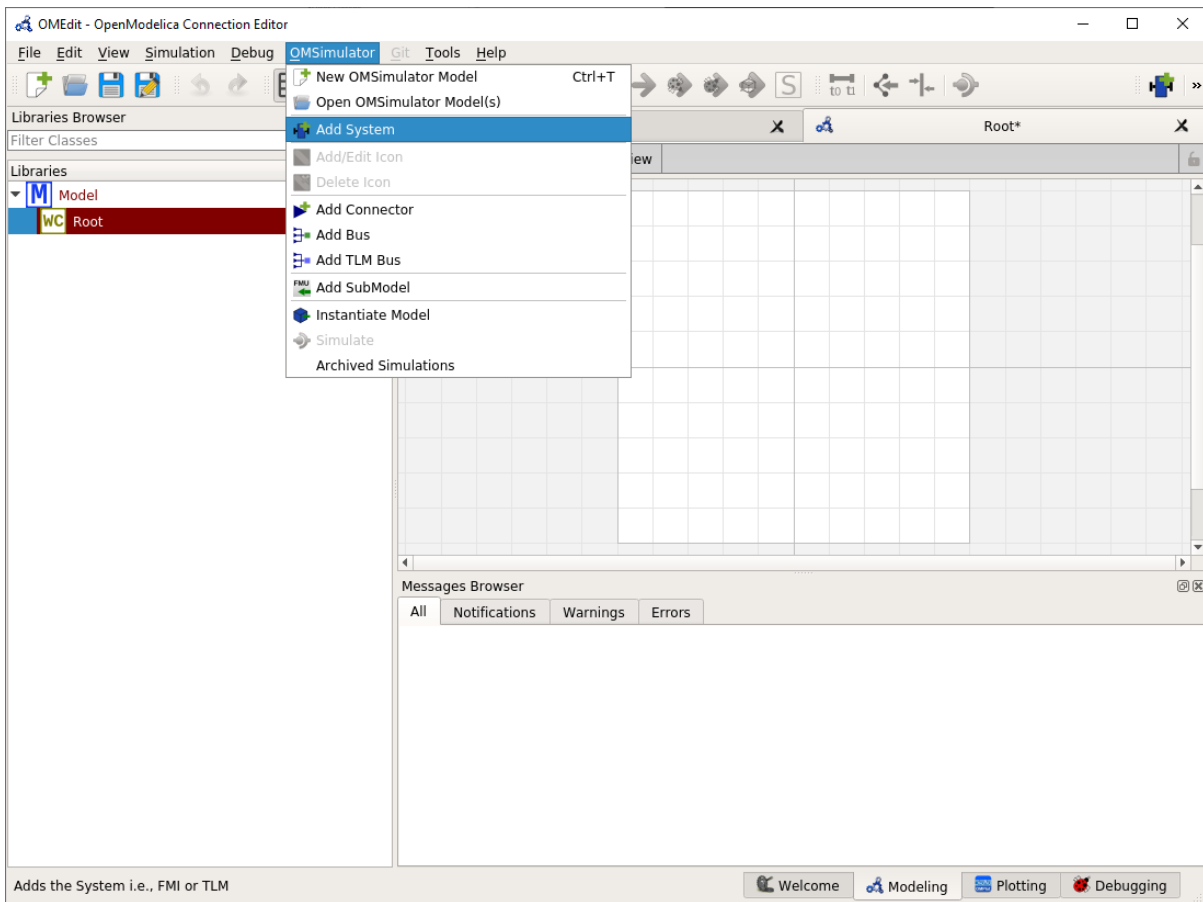 OMEdit - OpenModelica Connection Editor
File Edit View Simulation Debug OMSimulator Git Tools Help
New OMSimulator Model Ctrl+T
Open OMSimulator Model(s)
Add System
Add/Edit Icon
Delete Icon
Add Connector
Add Bus
Add TLM Bus
FMU
Add SubModel
Instantiate Model
Simulate
Archived Simulations
S
to t1
»
Libraries Browser
Filter Classes
Libraries
M Model
WC Root
Root*
iew
Messages Browser
All Notifications Warnings Errors
Adds the System i.e., FMI or TLM
Welcome Modeling Plotting Debugging